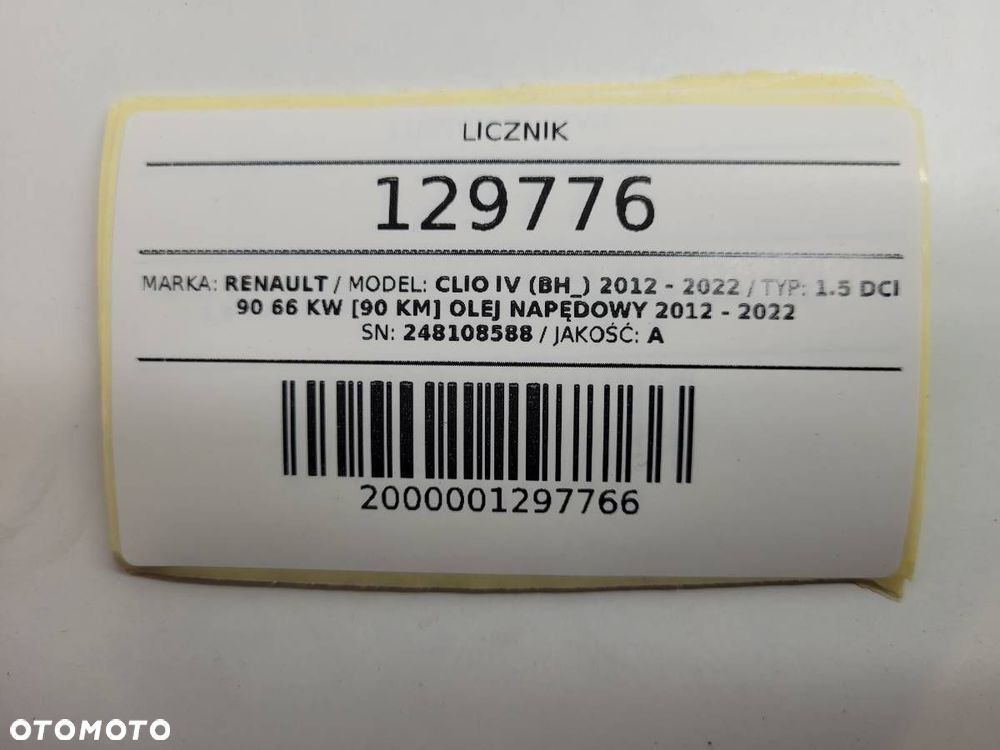 LICZNIK
129776
MARKA: RENAULT / MODEL: CLIO IV (BH_) 2012 - 2022 / TYP: 1.5 DCI
90 66 KW [90 KM] OLEJ NAPĘDOWY 2012 - 2022
SN: 248108588 / JAKOŚĆ: A
2000001297766
OTOMOTO